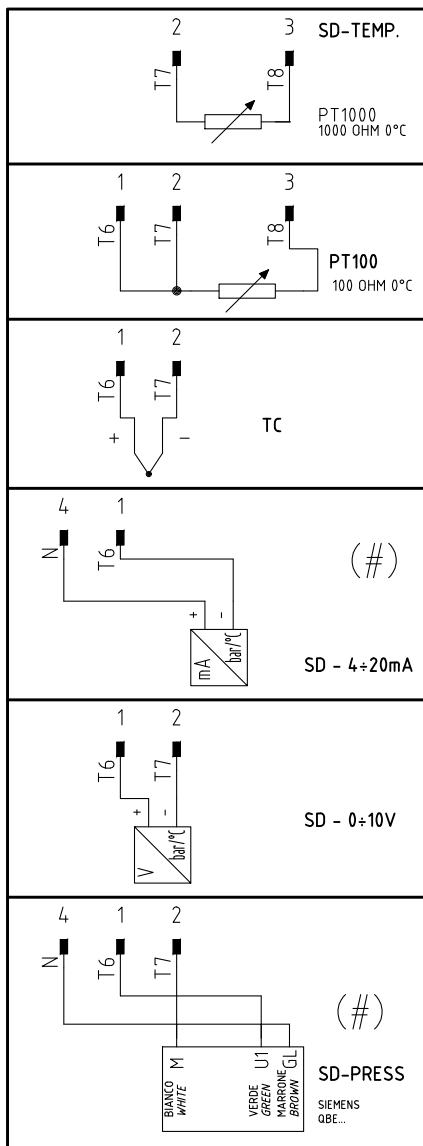 2 3 SD-TEMP.
T7 T8
PT1000
1000 OHM 0°C
1 2 3
T6 T7 T8
PT100
100 OHM 0°C
1 2
T6 T7
+ -
TC
4 1
N T6
(#)
+ -
mA bar/°C
SD - 4÷20mA
1 2
T6 T7
+ -
V bar/°C
SD - 0÷10V
4 1 2
N T6 T7
(#)
M U1 GL
BIANCO VERDE MARRONE
WHITE GREEN BROWN
SD-PRESS
SIEMENS
QBE...